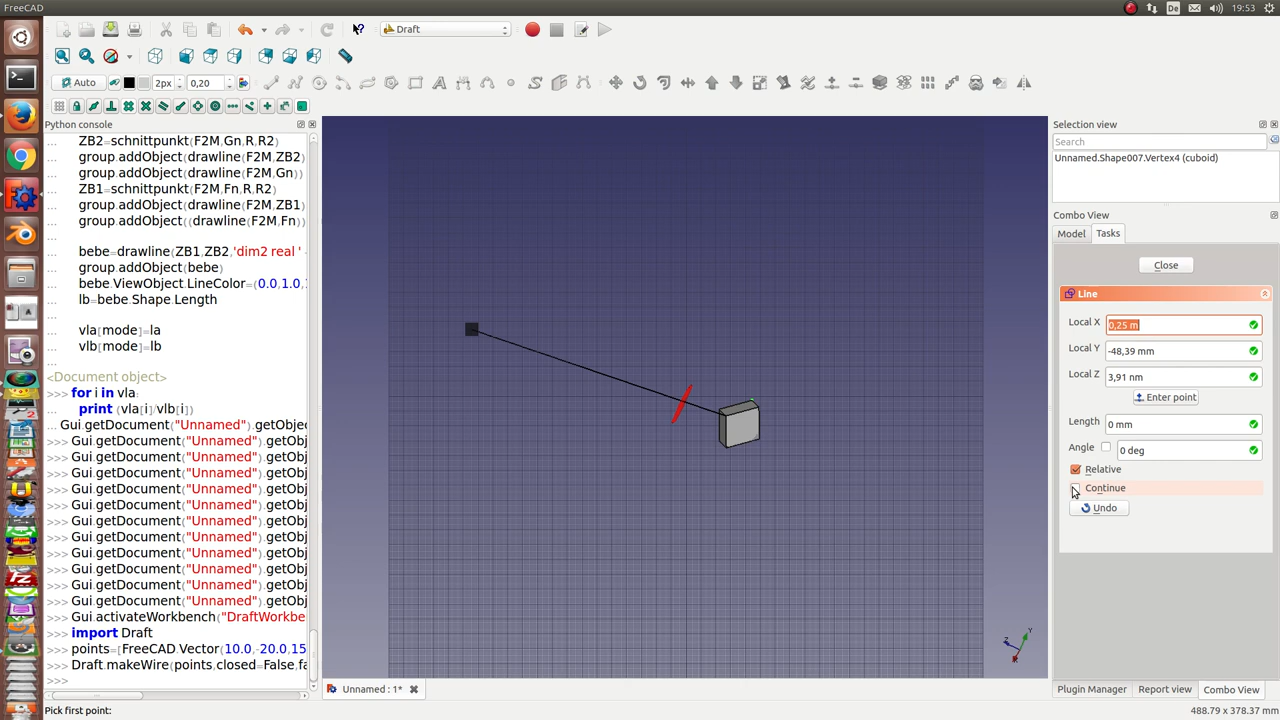 FreeCAD
De
19:53
Draft
Auto
2px
0,20
Python console
... ZB2=schnittpunkt(F2M,Gn,R,R2)
... group.addObject(drawline(F2M,ZB2)
... group.addObject(drawline(F2M,Gn))
... ZB1=schnittpunkt(F2M,Fn,R,R2)
... group.addObject(drawline(F2M,ZB1)
... group.addObject((drawline(F2M,Fn)
...
... bebe=drawline(ZB1,ZB2,'dim2 real '
... group.addObject(bebe)
... bebe.ViewObject.LineColor=(0.0,1.0,
... lb=bebe.Shape.Length
...
... vla[mode]=la
... vlb[mode]=lb
...
<Document object>
>>> for i in vla:
... print (vla[i]/vlb[i])
... Gui.getDocument("Unnamed").getObjec
>>> Gui.getDocument("Unnamed").getObj
>>> Gui.getDocument("Unnamed").getObj
>>> Gui.getDocument("Unnamed").getObj
>>> Gui.getDocument("Unnamed").getObj
>>> Gui.getDocument("Unnamed").getObj
>>> Gui.getDocument("Unnamed").getObj
>>> Gui.getDocument("Unnamed").getObj
>>> Gui.getDocument("Unnamed").getObj
>>> Gui.getDocument("Unnamed").getObj
>>> Gui.getDocument("Unnamed").getObj
>>> Gui.getDocument("Unnamed").getObj
>>> Gui.activateWorkbench("DraftWorkbe
>>> import Draft
>>> points=[FreeCAD.Vector(10.0,-20.0,15
>>> Draft.makeWire(points,closed=False,fa
>>>
Unnamed : 1*
Selection view
Search
Unnamed.Shape007.Vertex4 (cuboid)
Combo View
Model
Tasks
Close
Line
Local X 0,25 m
Local Y -48,39 mm
Local Z 3,91 nm
Enter point
Length 0 mm
Angle 0 deg
Relative
Continue
Undo
Z
Y
X
Plugin Manager
Report view
Combo View
Pick first point:
488.79 x 378.37 mm